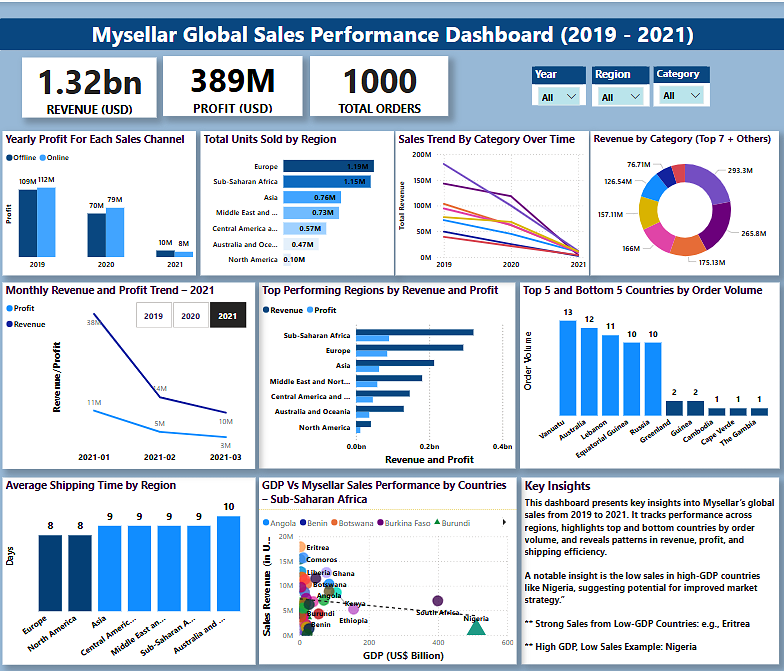 Mysellar Global Sales Performance Dashboard (2019 - 2021)
1.32bn
REVENUE (USD)
389M
PROFIT (USD)
1000
TOTAL ORDERS
Year
All
Region
All
Category
All
Yearly Profit For Each Sales Channel
Offline Online
Profit
109M 112M
70M 79M
10M 8M
2019 2020 2021
Total Units Sold by Region
Europe 1.19M
Sub-Saharan Africa 1.15M
Asia 0.76M
Middle East and ... 0.73M
Central America a... 0.57M
Australia and Oce... 0.47M
North America 0.10M
Sales Trend By Category Over Time
Total Revenue
200M
150M
100M
50M
0M
2019 2020 2021
Revenue by Category (Top 7 + Others)
76.71M
293.3M
126.54M
157.11M
265.8M
166M
175.13M
Monthly Revenue and Profit Trend – 2021
Profit
Revenue
2019 2020 2021
Revenue/Profit
38M
14M
10M
11M
5M
3M
2021-01 2021-02 2021-03
Top Performing Regions by Revenue and Profit
Revenue Profit
Sub-Saharan Africa
Europe
Asia
Middle East and Nort...
Central America and ...
Australia and Oceania
North America
0.0bn 0.2bn 0.4bn
Revenue and Profit
Top 5 and Bottom 5 Countries by Order Volume
Order Volume
13 12 11 10 10 2 2 1 1 1
Vanuatu
Australia
Lebanon
Equatorial Guinea
Russia
Greenland
Guinea
Cambodia
Cape Verde
The Gambia
Average Shipping Time by Region
Days
8 8 9 9 9 9 10
Europe
North America
Asia
Central Americ...
Middle East an...
Sub-Saharan A...
Australia and ...
GDP Vs Mysellar Sales Performance by Countries
– Sub-Saharan Africa
Angola Benin Botswana Burkina Faso Burundi
Sales Revenue (in U...
20M
15M
10M
5M
0M
Eritrea
Comoros
Liberia Ghana
Botswana
Angola
Kenya
Burundi
Ethiopia
Benin
South Africa
Nigeria
0 200 400 600
GDP (US$ Billion)
Key Insights
This dashboard presents key insights into Mysellar's global
sales from 2019 to 2021. It tracks performance across
regions, highlights top and bottom countries by order
volume, and reveals patterns in revenue, profit, and
shipping efficiency.
A notable insight is the low sales in high-GDP countries
like Nigeria, suggesting potential for improved market
strategy.”
** Strong Sales from Low-GDP Countries: e.g., Eritrea
** High GDP, Low Sales Example: Nigeria